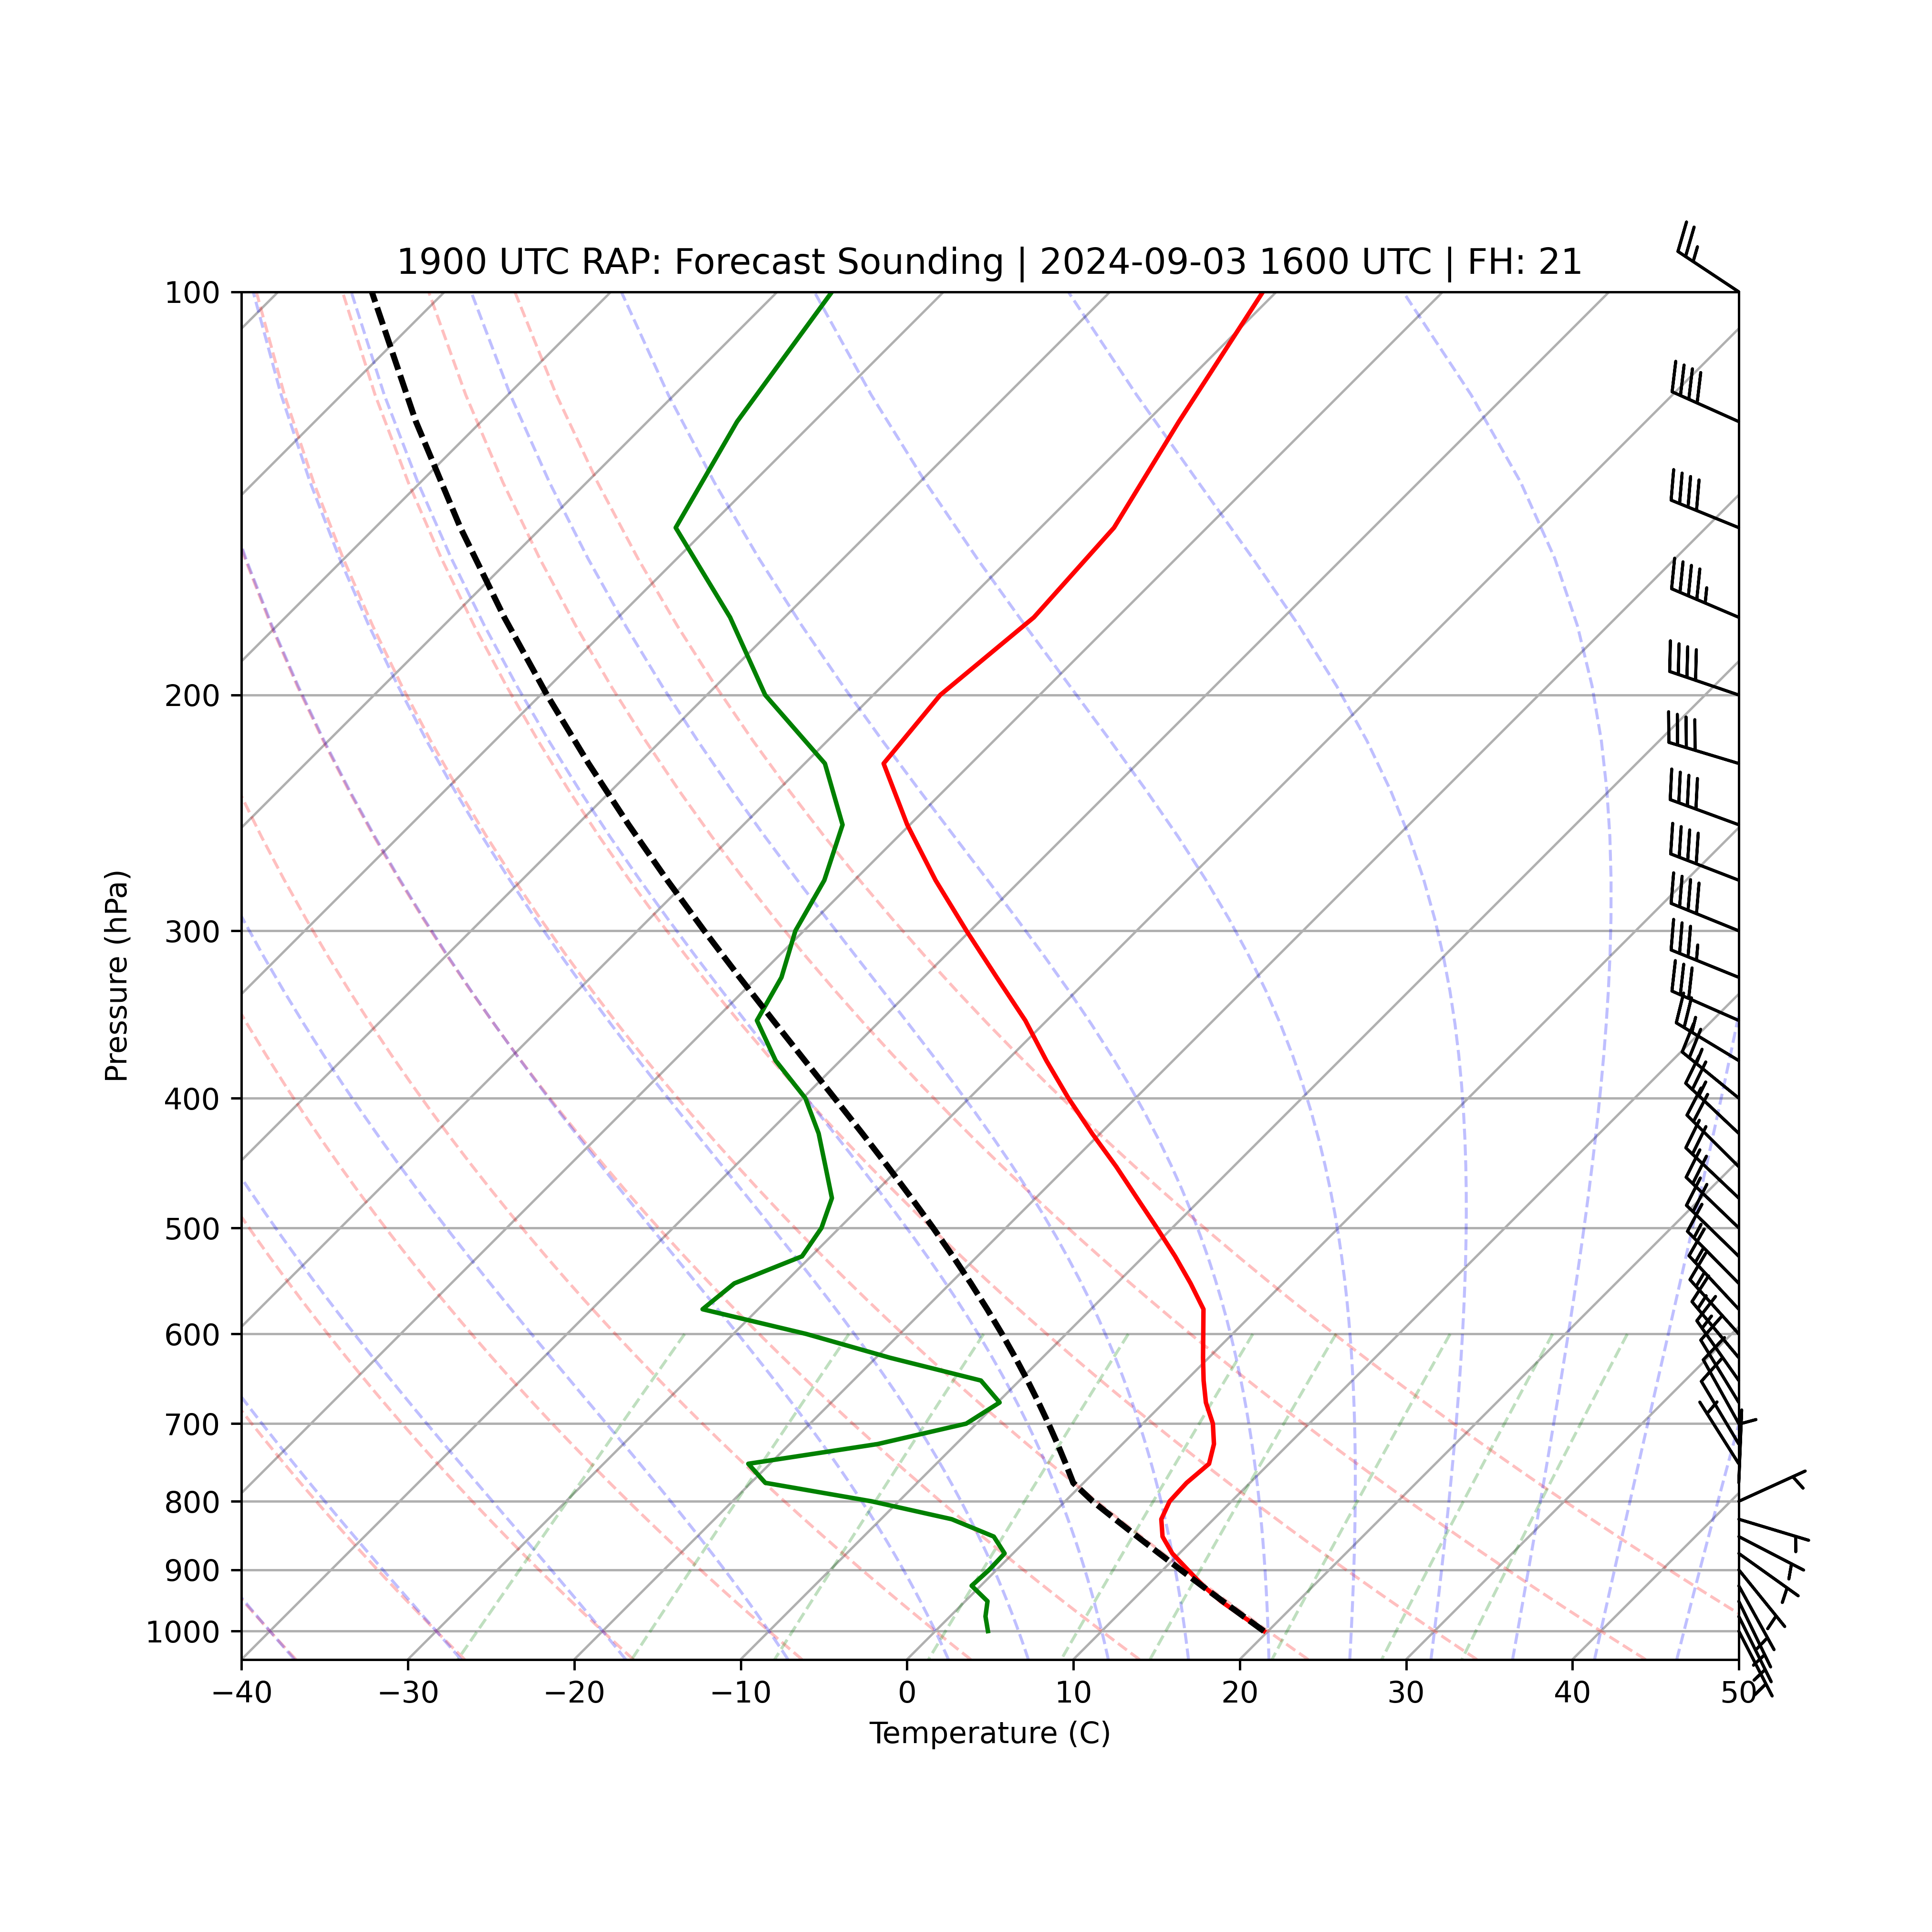 1900 UTC RAP: Forecast Sounding | 2024-09-03 1600 UTC | FH: 21
100
200
300
400
500
600
700
800
900
1000
Pressure (hPa)
−40 −30 −20 −10 0 10 20 30 40 50
Temperature (C)